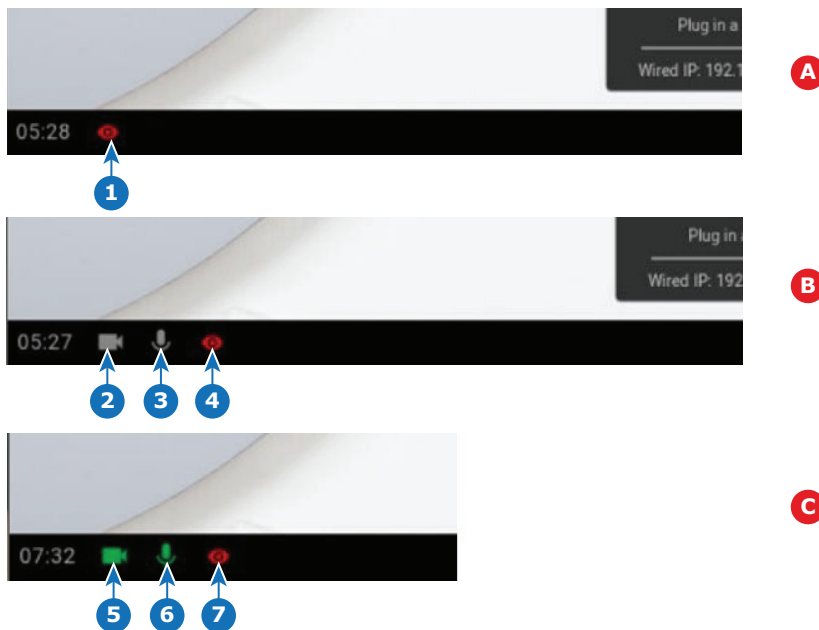 Plug in a
Wired IP: 192.1
A
05:28
1
Plug in
Wired IP: 192
B
05:27
2 3 4
C
07:32
5 6 7